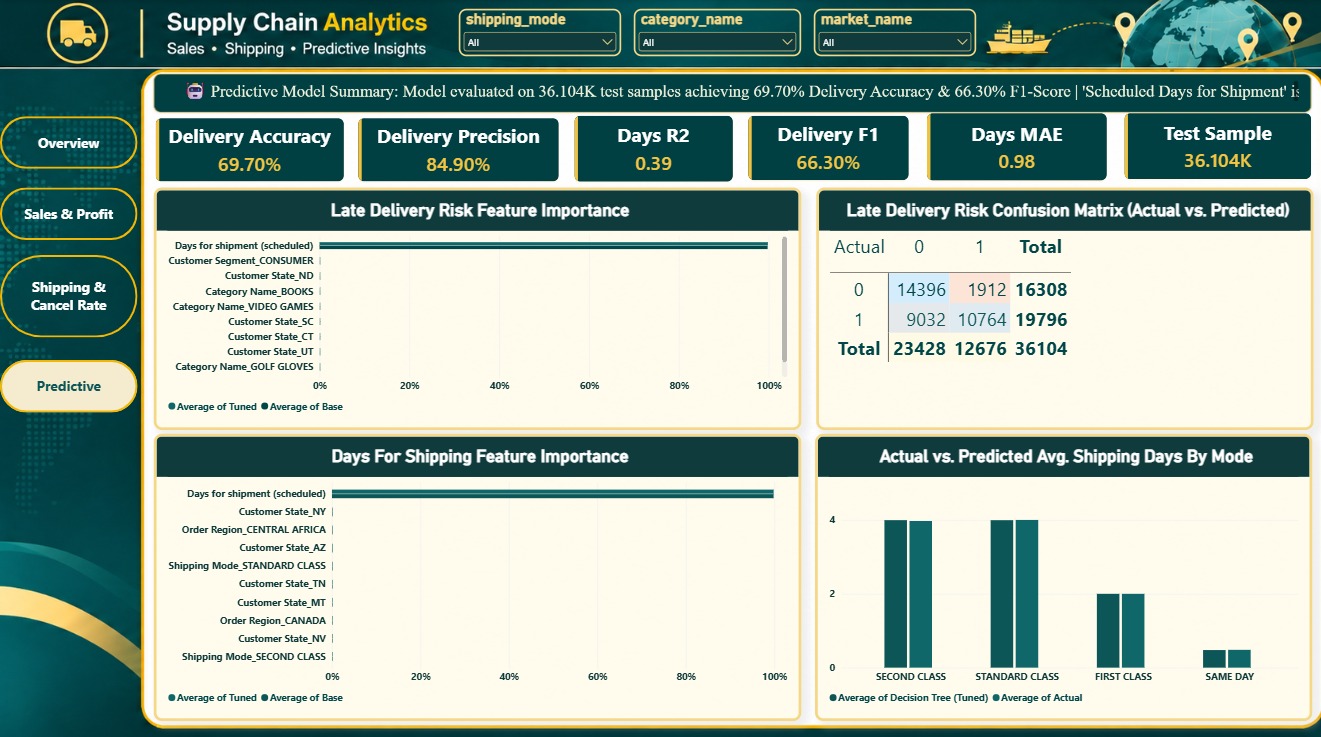 Supply Chain Analytics
Sales • Shipping • Predictive Insights
shipping_mode
All
category_name
All
market_name
All
Predictive Model Summary: Model evaluated on 36.104K test samples achieving 69.70% Delivery Accuracy & 66.30% F1-Score | 'Scheduled Days for Shipment' is
Overview
Sales & Profit
Shipping &
Cancel Rate
Predictive
Delivery Accuracy
69.70%
Delivery Precision
84.90%
Days R2
0.39
Delivery F1
66.30%
Days MAE
0.98
Test Sample
36.104K
Late Delivery Risk Feature Importance
Days for shipment (scheduled)
Customer Segment_CONSUMER
Customer State_ND
Category Name_BOOKS
Category Name_VIDEO GAMES
Customer State_SC
Customer State_CT
Customer State_UT
Category Name_GOLF GLOVES
0% 20% 40% 60% 80% 100%
Average of Tuned Average of Base
Late Delivery Risk Confusion Matrix (Actual vs. Predicted)
Actual 0 1 Total
0 14396 1912 16308
1 9032 10764 19796
Total 23428 12676 36104
Days For Shipping Feature Importance
Days for shipment (scheduled)
Customer State_NY
Order Region_CENTRAL AFRICA
Customer State_AZ
Shipping Mode_STANDARD CLASS
Customer State_TN
Customer State_MT
Order Region_CANADA
Customer State_NV
Shipping Mode_SECOND CLASS
0% 20% 40% 60% 80% 100%
Average of Tuned Average of Base
Actual vs. Predicted Avg. Shipping Days By Mode
4
2
0
SECOND CLASS STANDARD CLASS FIRST CLASS SAME DAY
Average of Decision Tree (Tuned) Average of Actual